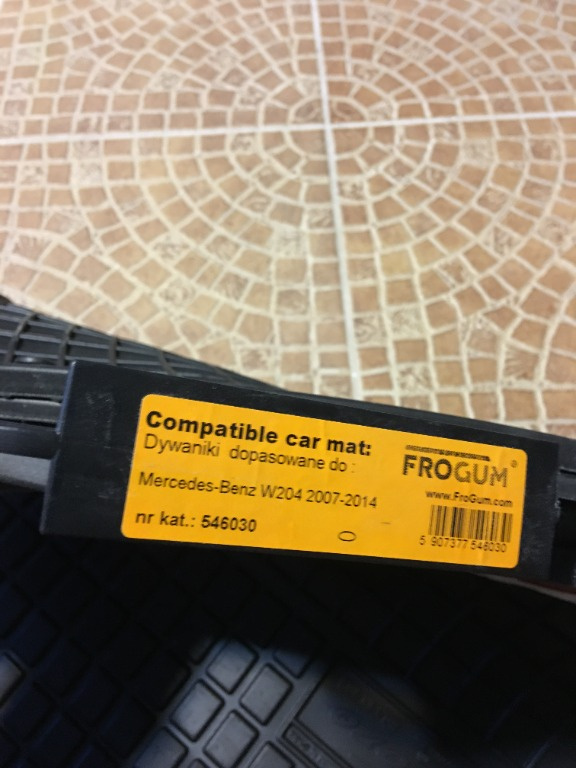 Compatible car mat:
Dywaniki dopasowane do :
Mercedes-Benz W204 2007-2014
nr kat.: 546030
FROGUM®
www.FroGum.com
5 907377 546030